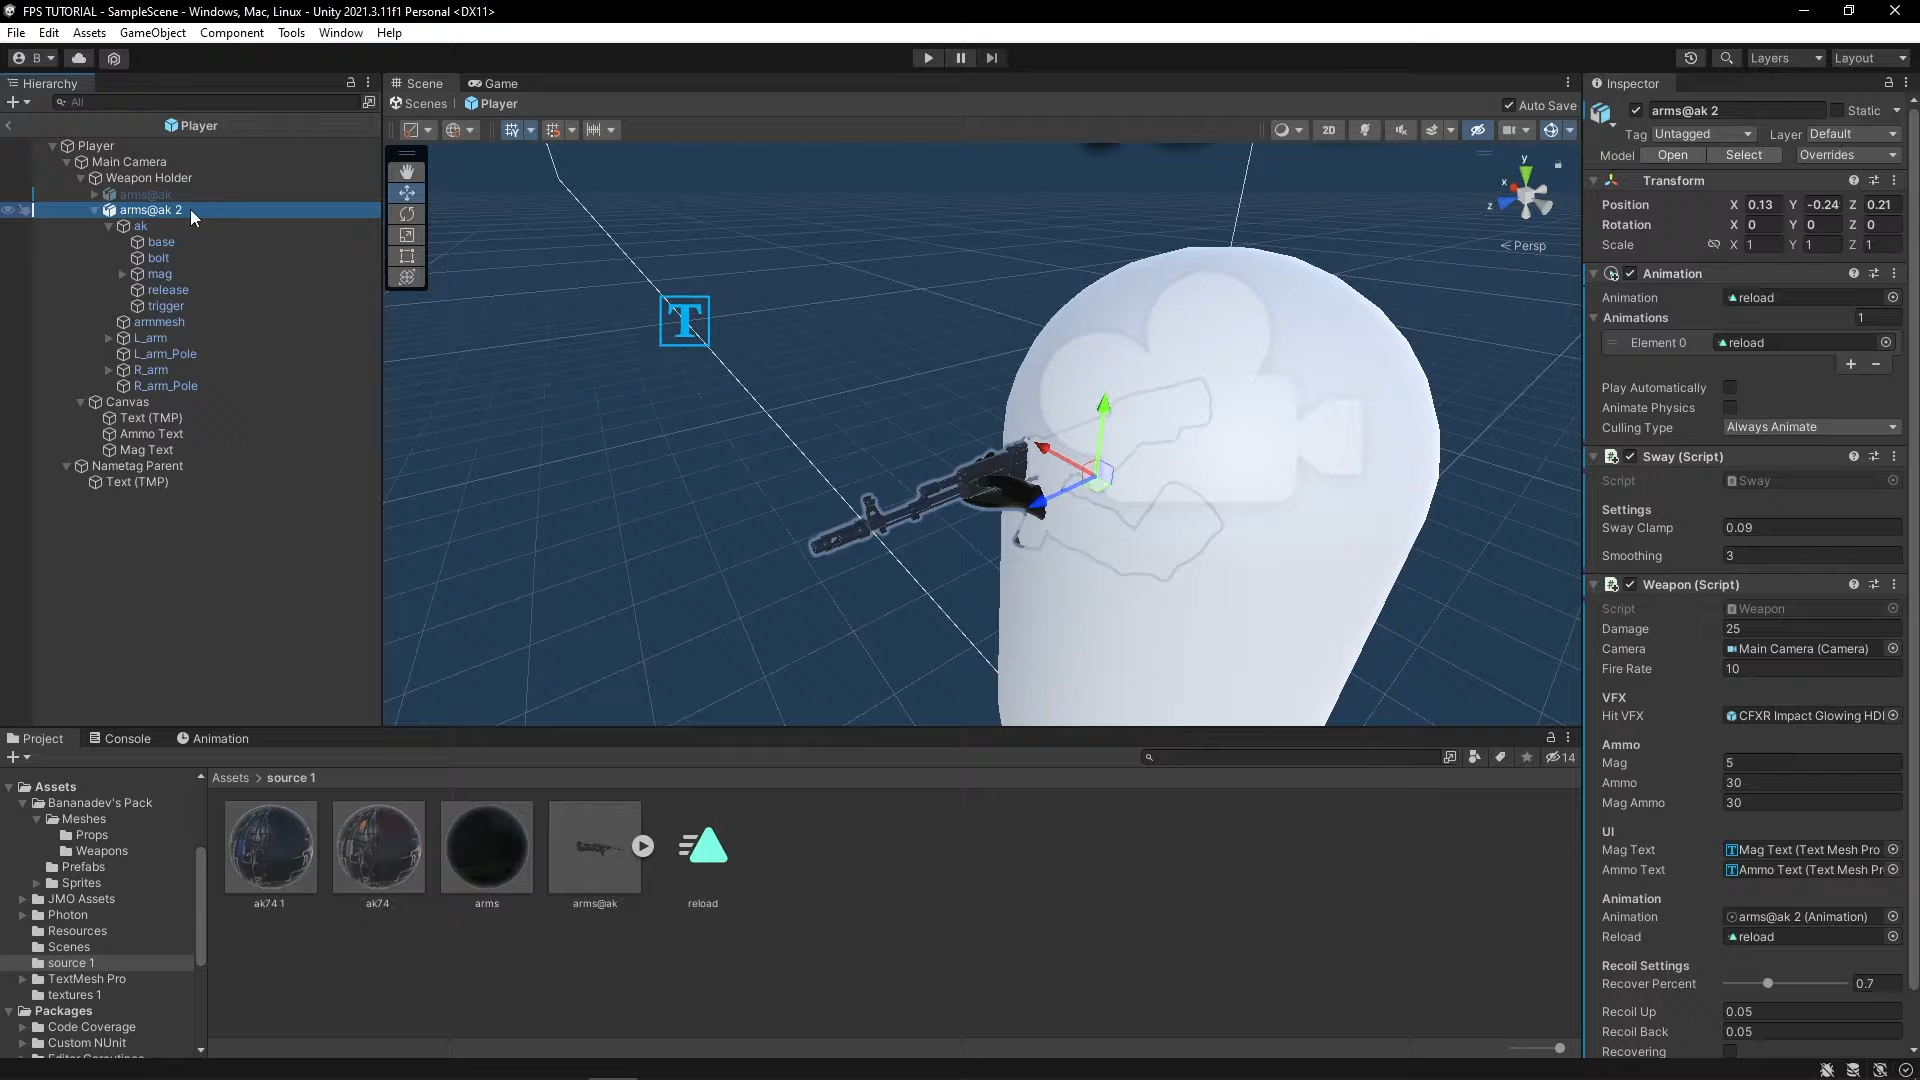 FPS TUTORIAL - SampleScene - Windows, Mac, Linux - Unity 2021.3.11f1 Personal <DX11>
File Edit Assets GameObject Component Tools Window Help
B
Layers Layout
Hierarchy
All
Player
Player
Main Camera
Weapon Holder
arms@ak
arms@ak 2
ak
base
bolt
mag
release
trigger
armmesh
L_arm
L_arm_Pole
R_arm
R_arm_Pole
Canvas
Text (TMP)
Ammo Text
Mag Text
Nametag Parent
Text (TMP)
Scene Game
Scenes Player
Auto Save
2D
y
x
z
< Persp
T
Inspector
arms@ak 2 Static
Tag Untagged Layer Default
Model Open Select Overrides
Transform
Position X 0.13 Y -0.24 Z 0.21
Rotation X 0 Y 0 Z 0
Scale X 1 Y 1 Z 1
Animation
Animation reload
Animations 1
Element 0 reload
Play Automatically
Animate Physics
Culling Type Always Animate
Sway (Script)
Script Sway
Settings
Sway Clamp 0.09
Smoothing 3
Weapon (Script)
Script Weapon
Damage 25
Camera Main Camera (Camera)
Fire Rate 10
VFX
Hit VFX CFXR Impact Glowing HDI
Ammo
Mag 5
Ammo 30
Mag Ammo 30
UI
Mag Text Mag Text (Text Mesh Pro
Ammo Text Ammo Text (Text Mesh Pr
Animation
Animation arms@ak 2 (Animation)
Reload reload
Recoil Settings
Recover Percent 0.7
Recoil Up 0.05
Recoil Back 0.05
Recovering
Project Console Animation
14
Assets
Bananadev's Pack
Meshes
Props
Weapons
Prefabs
Sprites
JMO Assets
Photon
Resources
Scenes
source 1
TextMesh Pro
textures 1
Packages
Code Coverage
Custom NUnit
Assets > source 1
ak74 1 ak74 arms arms@ak reload